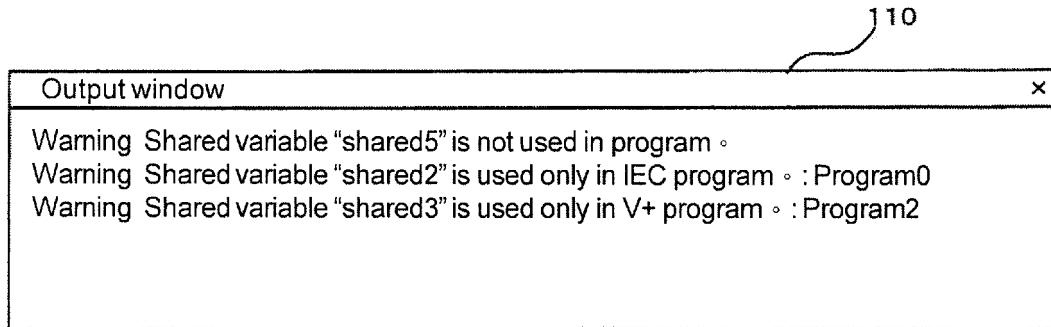 110
Output window ×
Warning Shared variable “shared5” is not used in program 。
Warning Shared variable “shared2” is used only in IEC program 。 : Program0
Warning Shared variable “shared3” is used only in V+ program 。 : Program2